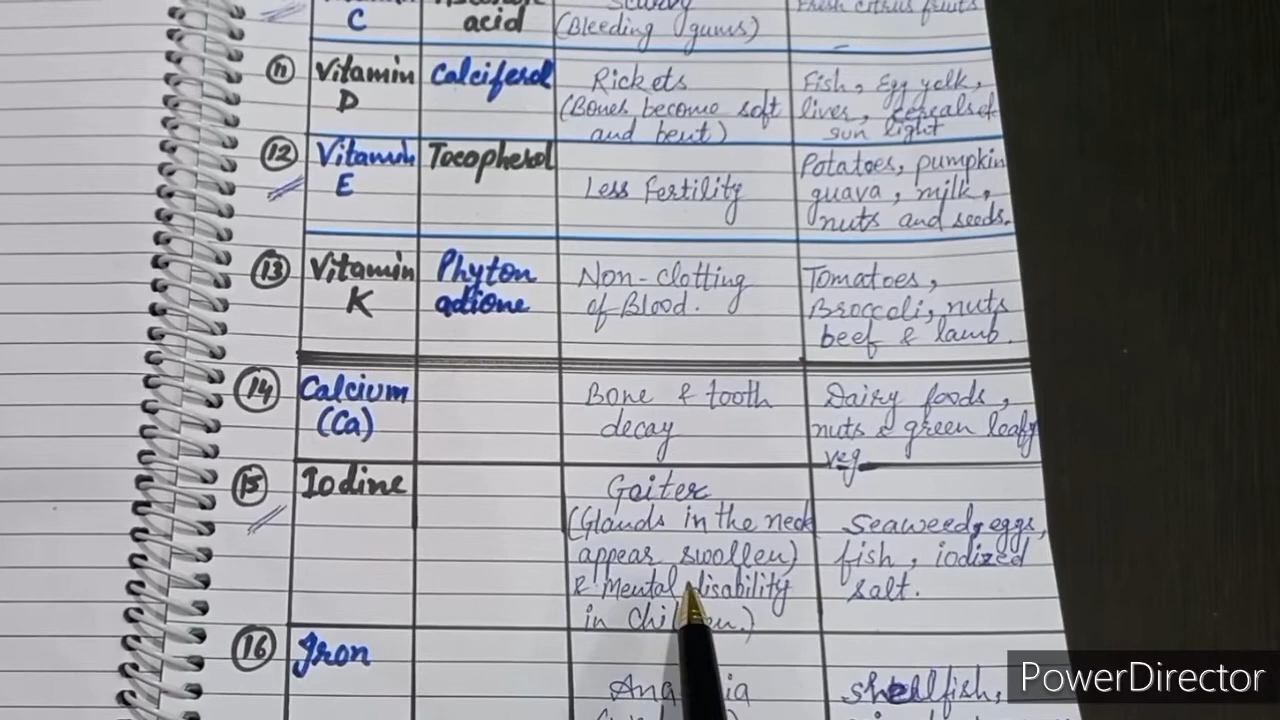 C
acid
(Bleeding gums)
Fresh citrus fruits
11
Vitamin
D
Calciferol
Rickets
(Bones become soft
and bent)
Fish, Egg yolk,
liver, cereals &
sun light
12
Vitamin
E
Tocopherol
Less Fertility
Potatoes, pumpkin
guava, milk,
nuts and seeds.
13
Vitamin
K
Phyton
adione
Non-clotting
of Blood.
Tomatoes,
Broccoli, nuts
beef & lamb.
14
Calcium
(Ca)
Bone & tooth
decay
Dairy foods,
nuts & green leafy
veg
15
Iodine
Goiter
(Glands in the neck
appear swollen)
& Mental disability
in
Seaweed, eggs,
fish, iodized
salt.
16
Iron
shellfish,
PowerDirector